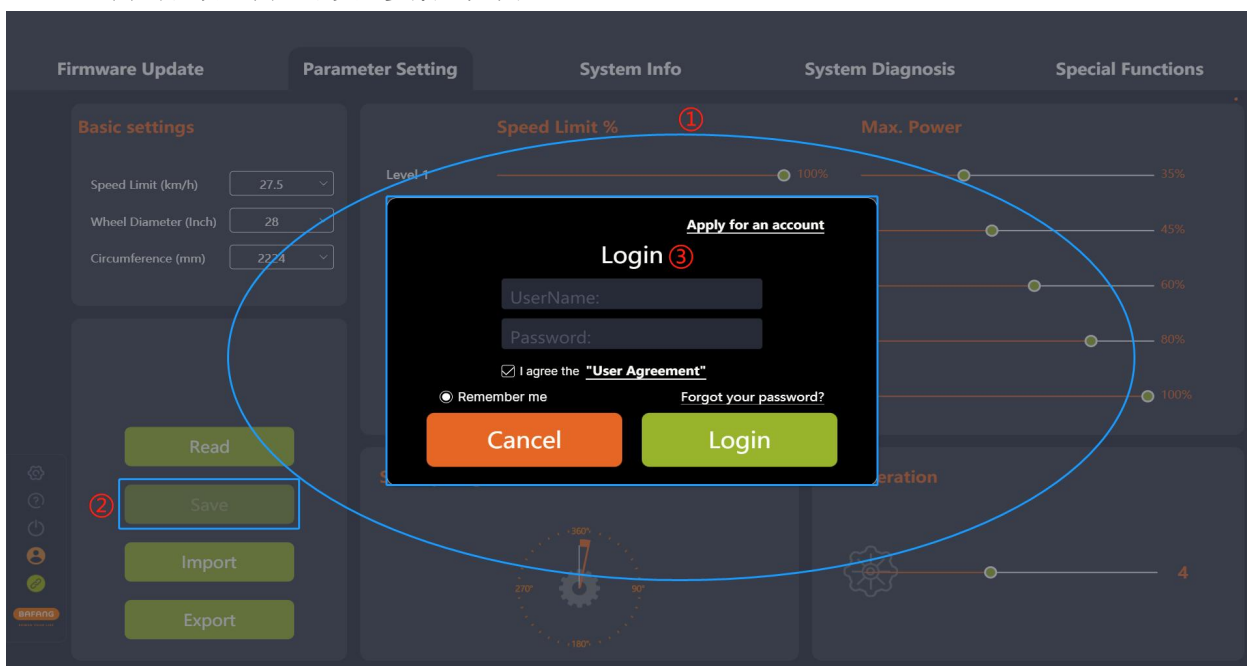 Firmware Update Parameter Setting System Info System Diagnosis Special Functions
Basic settings
Speed Limit (km/h) 27.5
Wheel Diameter (Inch) 28
Circumference (mm) 2224
Read
② Save
Import
Export
BAFANG
Speed Limit % ① Max. Power
Level 1 100% 35%
45%
60%
80%
100%
Apply for an account
Login ③
UserName:
Password:
I agree the "User Agreement"
Remember me Forgot your password?
Cancel Login
360°
270° 90°
180°
eration
4